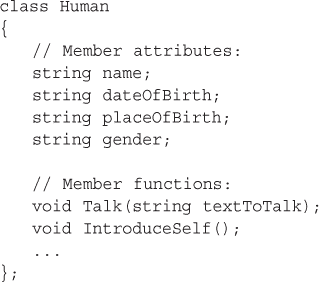 class Human
{
    // Member attributes:
    string name;
    string dateOfBirth;
    string placeOfBirth;
    string gender;

    // Member functions:
    void Talk(string textToTalk);
    void IntroduceSelf();
    ...
};